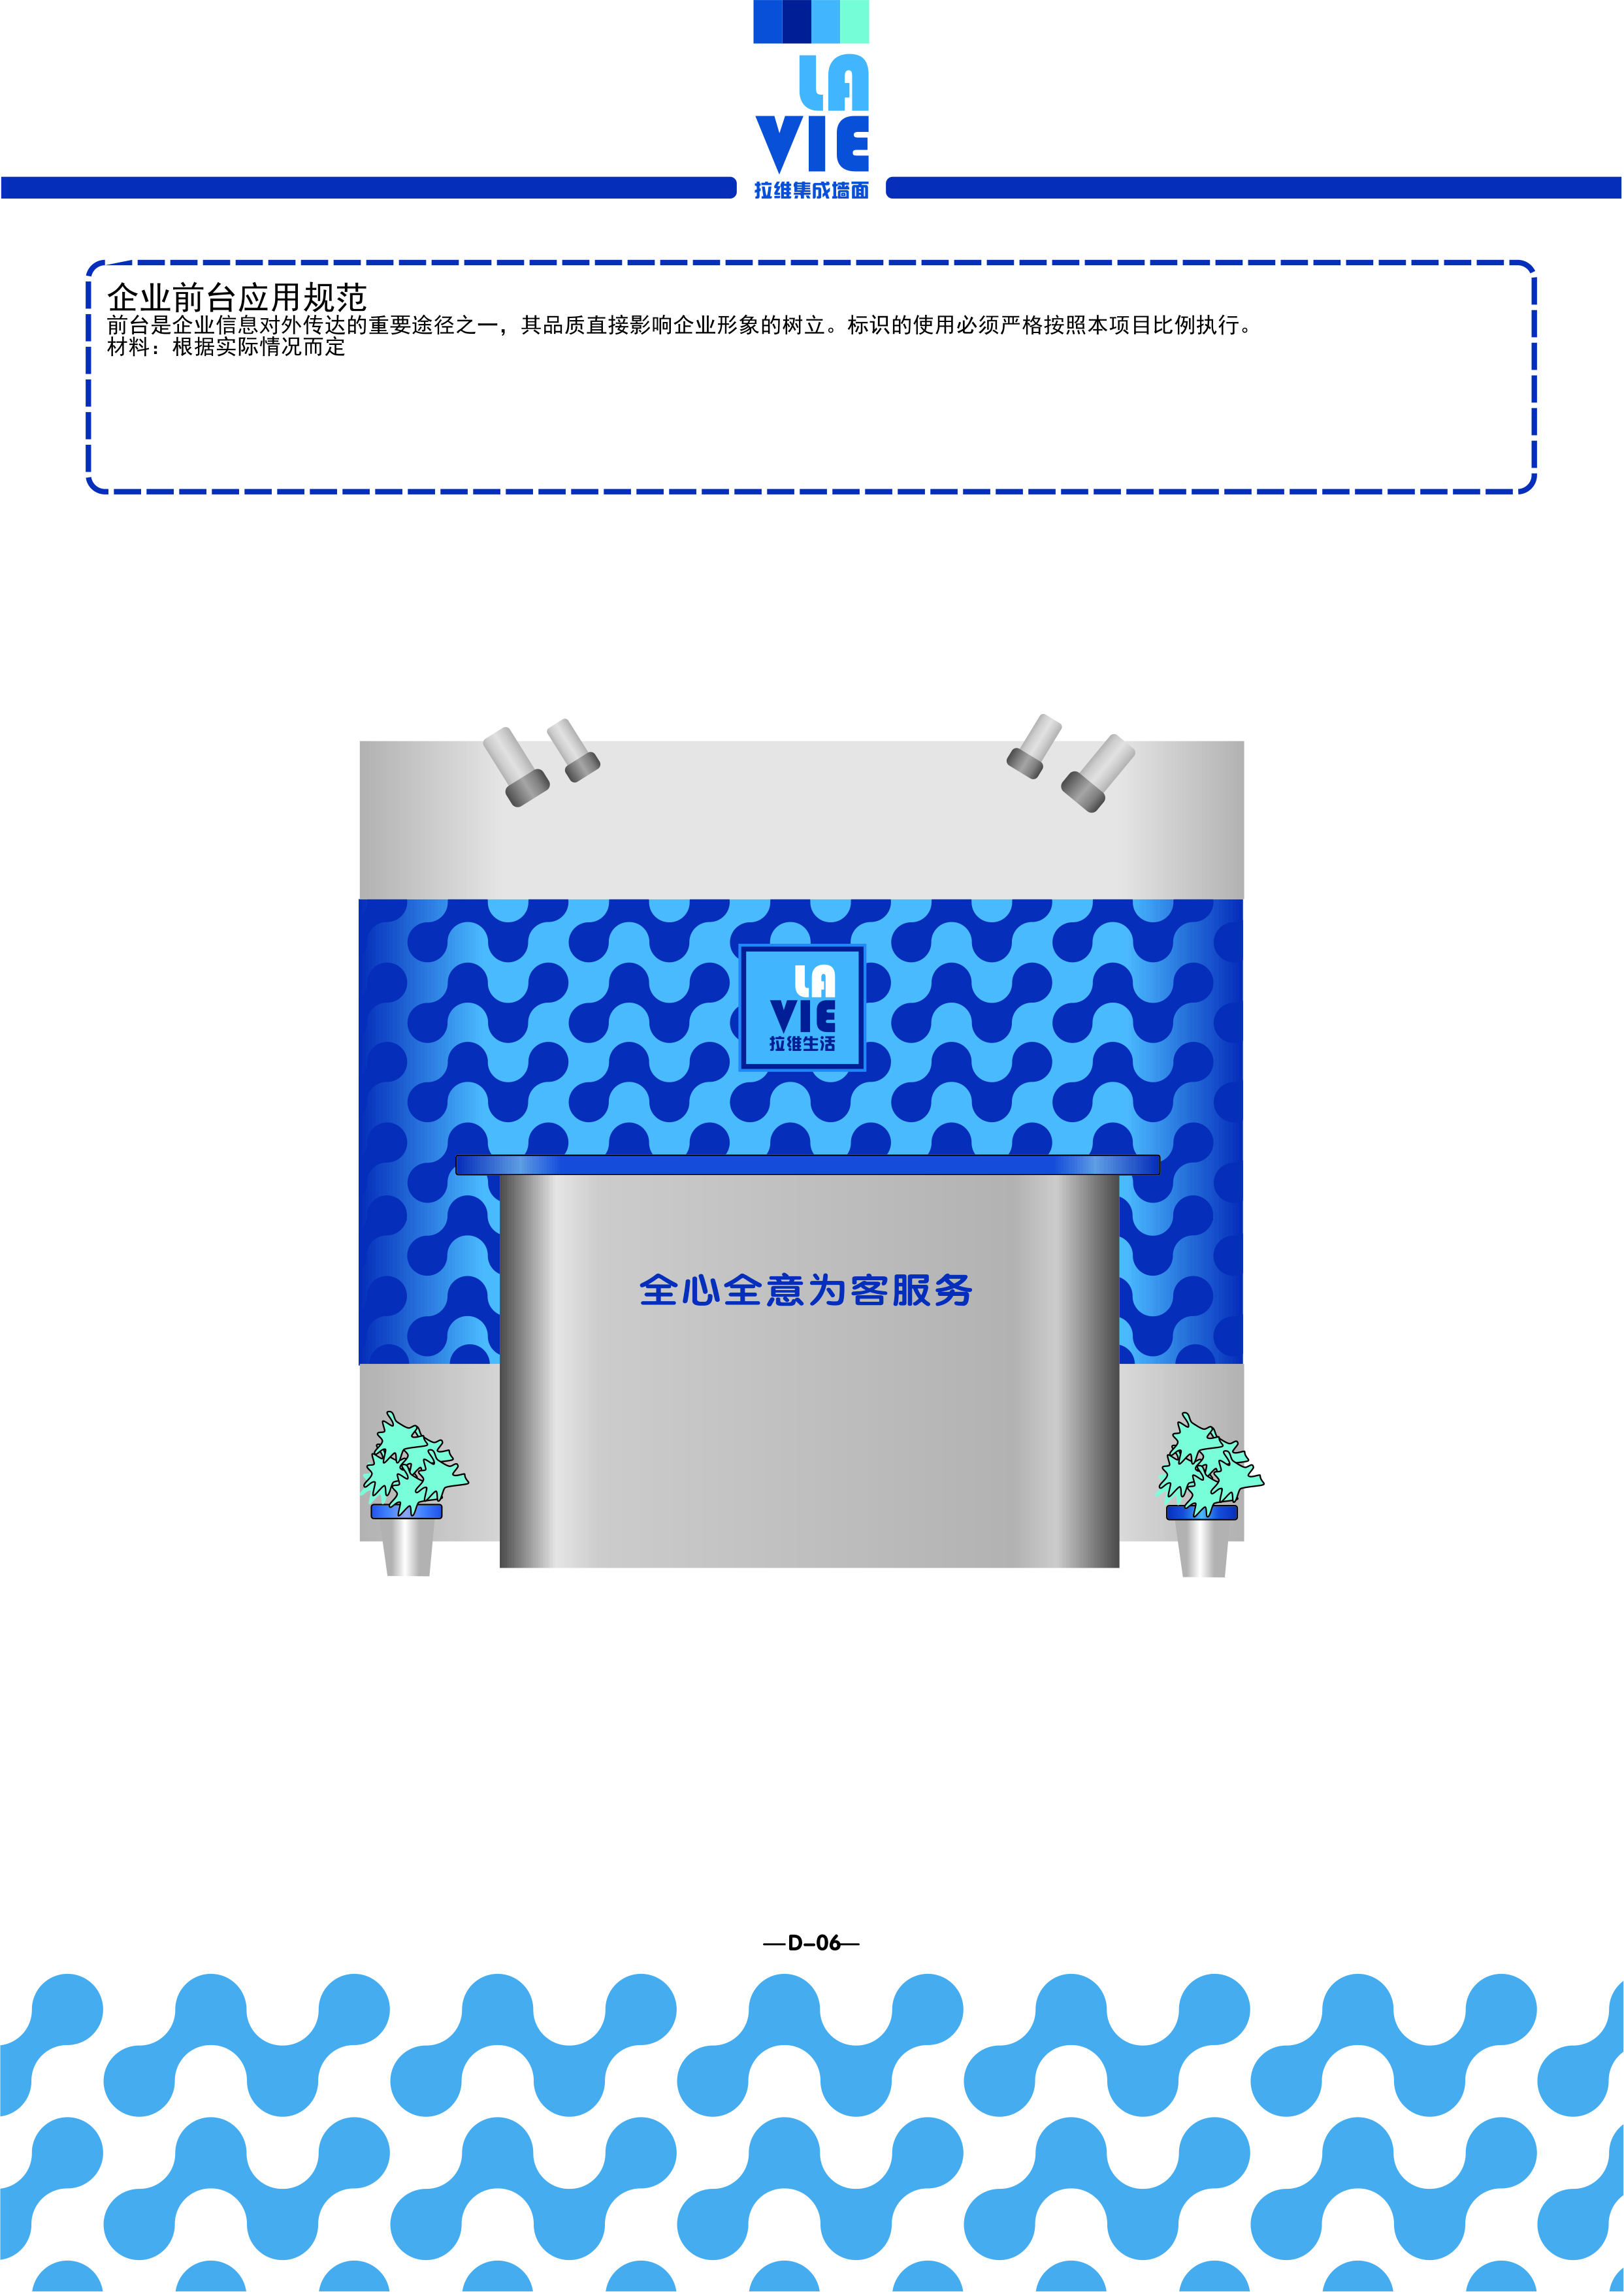 LA
VIE
拉维集成墙面
企业前台应用规范
前台是企业信息对外传达的重要途径之一，其品质直接影响企业形象的树立。标识的使用必须严格按照本项目比例执行。
材料：根据实际情况而定
LA
VIE
拉维生活
全心全意为客服务
—D-06—